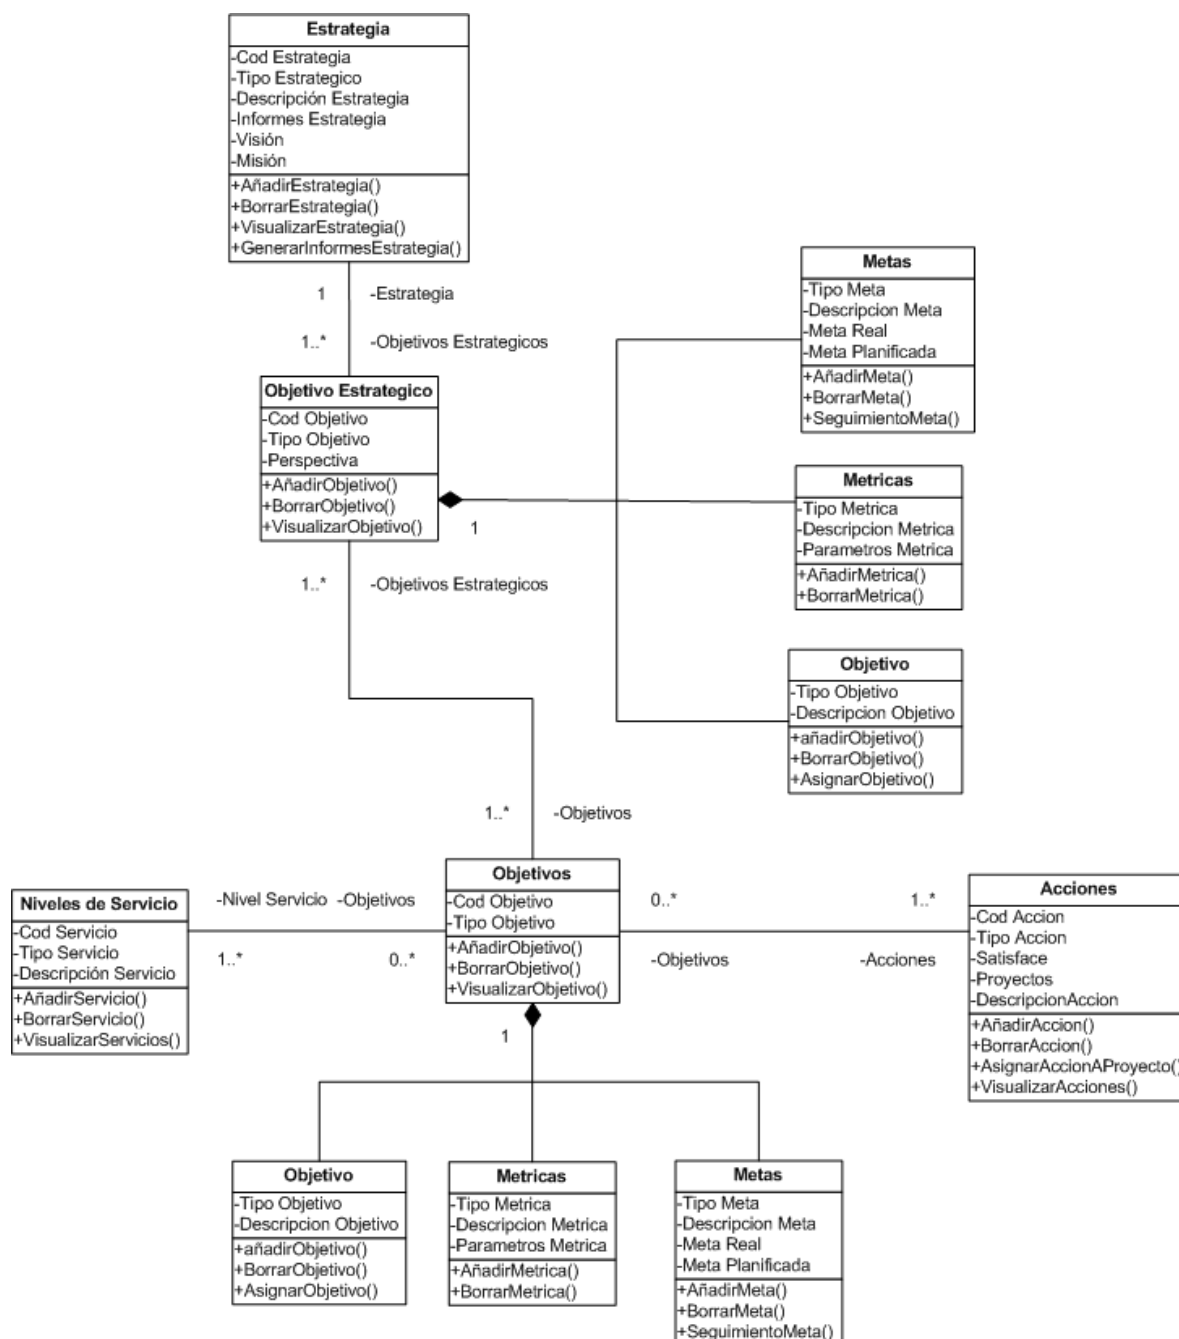 Estrategia
-Cod Estrategia
-Tipo Estrategico
-Descripción Estrategia
-Informes Estrategia
-Visión
-Misión
+AñadirEstrategia()
+BorrarEstrategia()
+VisualizarEstrategia()
+GenerarInformesEstrategia()
1 -Estrategia
1..* -Objetivos Estrategicos
Objetivo Estrategico
-Cod Objetivo
-Tipo Objetivo
-Perspectiva
+AñadirObjetivo()
+BorrarObjetivo()
+VisualizarObjetivo()
1
1..* -Objetivos Estrategicos
Metas
-Tipo Meta
-Descripcion Meta
-Meta Real
-Meta Planificada
+AñadirMeta()
+BorrarMeta()
+SeguimientoMeta()
Metricas
-Tipo Metrica
-Descripcion Metrica
-Parametros Metrica
+AñadirMetrica()
+BorrarMetrica()
Objetivo
-Tipo Objetivo
-Descripcion Objetivo
+añadirObjetivo()
+BorrarObjetivo()
+AsignarObjetivo()
1..* -Objetivos
Niveles de Servicio
-Cod Servicio
-Tipo Servicio
-Descripción Servicio
+AñadirServicio()
+BorrarServicio()
+VisualizarServicios()
-Nivel Servicio -Objetivos
1..* 0..*
Objetivos
-Cod Objetivo
-Tipo Objetivo
+AñadirObjetivo()
+BorrarObjetivo()
+VisualizarObjetivo()
0..* 1..*
-Objetivos -Acciones
Acciones
-Cod Accion
-Tipo Accion
-Satisface
-Proyectos
-DescripcionAccion
+AñadirAccion()
+BorrarAccion()
+AsignarAccionAProyecto()
+VisualizarAcciones()
1
Objetivo
-Tipo Objetivo
-Descripcion Objetivo
+añadirObjetivo()
+BorrarObjetivo()
+AsignarObjetivo()
Metricas
-Tipo Metrica
-Descripcion Metrica
-Parametros Metrica
+AñadirMetrica()
+BorrarMetrica()
Metas
-Tipo Meta
-Descripcion Meta
-Meta Real
-Meta Planificada
+AñadirMeta()
+BorrarMeta()
+SeguimientoMeta()